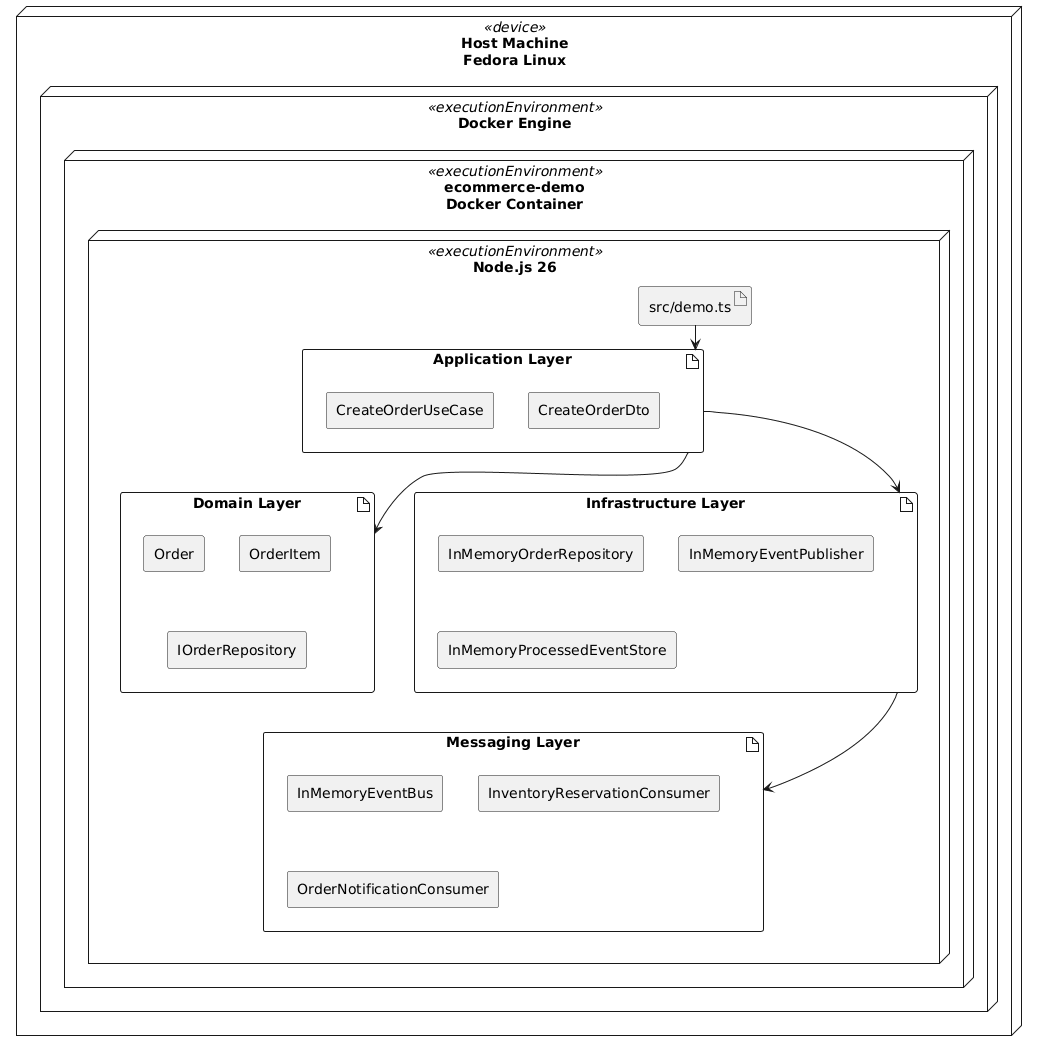 «device»
Host Machine
Fedora Linux
«executionEnvironment»
Docker Engine
«executionEnvironment»
ecommerce-demo
Docker Container
«executionEnvironment»
Node.js 26
src/demo.ts
Application Layer
CreateOrderUseCase
CreateOrderDto
Domain Layer
Order
OrderItem
IOrderRepository
Infrastructure Layer
InMemoryOrderRepository
InMemoryEventPublisher
InMemoryProcessedEventStore
Messaging Layer
InMemoryEventBus
InventoryReservationConsumer
OrderNotificationConsumer